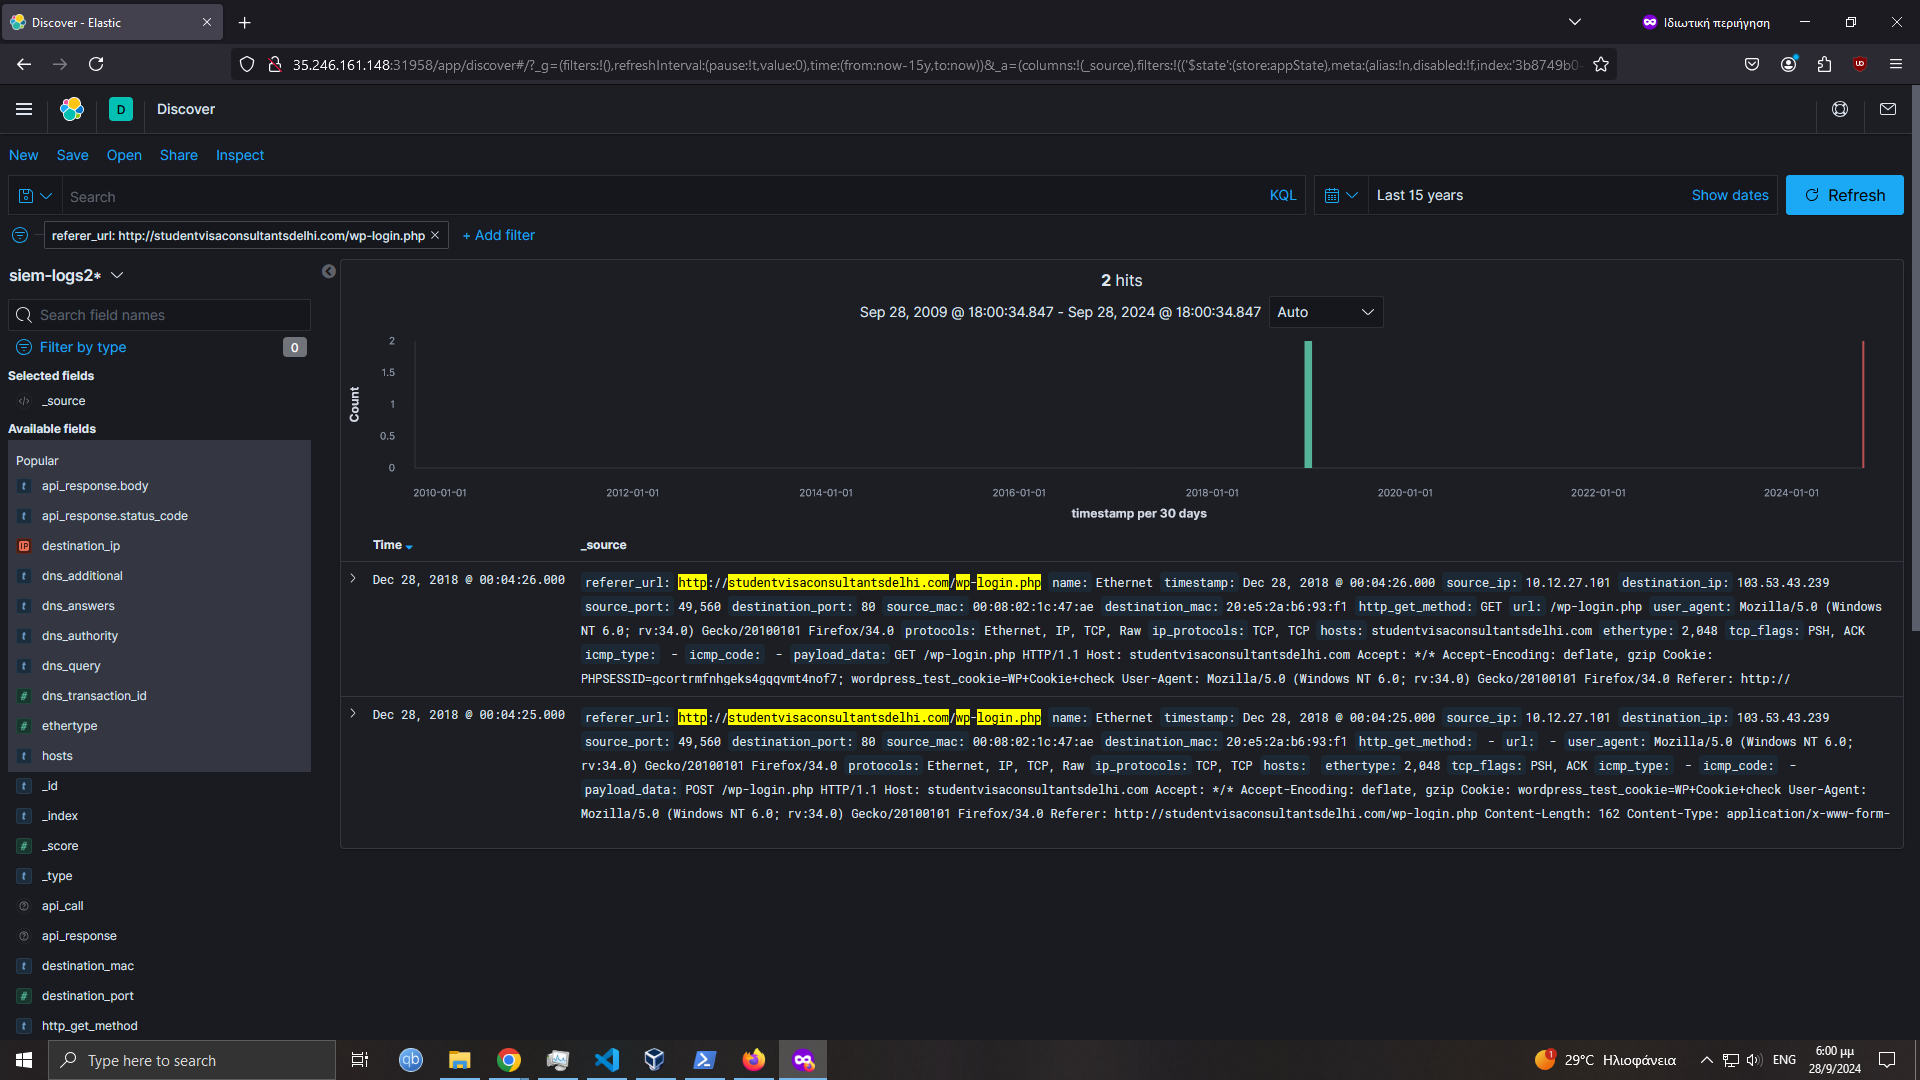 Discover - Elastic
Ιδιωτική περιήγηση
35.246.161.148:31958/app/discover#/?_g=(filters:!(),refreshInterval:(pause:!t,value:0),time:(from:now-15y,to:now))&_a=(columns:!(_source),filters:!(('$state':(store:appState),meta:(alias:!n,disabled:!f,index:'3b8749b0-
D
Discover
New Save Open Share Inspect
Search KQL Last 15 years Show dates Refresh
referer_url: http://studentvisaconsultantsdelhi.com/wp-login.php + Add filter
siem-logs2*
Search field names
Filter by type 0
Selected fields
_source
Available fields
Popular
t api_response.body
t api_response.status_code
IP destination_ip
t dns_additional
t dns_answers
t dns_authority
t dns_query
# dns_transaction_id
# ethertype
t hosts
t _id
t _index
# _score
t _type
api_call
api_response
t destination_mac
# destination_port
t http_get_method
2 hits
Sep 28, 2009 @ 18:00:34.847 - Sep 28, 2024 @ 18:00:34.847 Auto
Count
2
1.5
1
0.5
0
2010-01-01 2012-01-01 2014-01-01 2016-01-01 2018-01-01 2020-01-01 2022-01-01 2024-01-01
timestamp per 30 days
Time _source
Dec 28, 2018 @ 00:04:26.000
referer_url: http://studentvisaconsultantsdelhi.com/wp-login.php name: Ethernet timestamp: Dec 28, 2018 @ 00:04:26.000 source_ip: 10.12.27.101 destination_ip: 103.53.43.239
source_port: 49,560 destination_port: 80 source_mac: 00:08:02:1c:47:ae destination_mac: 20:e5:2a:b6:93:f1 http_get_method: GET url: /wp-login.php user_agent: Mozilla/5.0 (Windows
NT 6.0; rv:34.0) Gecko/20100101 Firefox/34.0 protocols: Ethernet, IP, TCP, Raw ip_protocols: TCP, TCP hosts: studentvisaconsultantsdelhi.com ethertype: 2,048 tcp_flags: PSH, ACK
icmp_type: - icmp_code: - payload_data: GET /wp-login.php HTTP/1.1 Host: studentvisaconsultantsdelhi.com Accept: */* Accept-Encoding: deflate, gzip Cookie:
PHPSESSID=gcortrmfnhgeks4gqqvmt4nof7; wordpress_test_cookie=WP+Cookie+check User-Agent: Mozilla/5.0 (Windows NT 6.0; rv:34.0) Gecko/20100101 Firefox/34.0 Referer: http://
Dec 28, 2018 @ 00:04:25.000
referer_url: http://studentvisaconsultantsdelhi.com/wp-login.php name: Ethernet timestamp: Dec 28, 2018 @ 00:04:25.000 source_ip: 10.12.27.101 destination_ip: 103.53.43.239
source_port: 49,560 destination_port: 80 source_mac: 00:08:02:1c:47:ae destination_mac: 20:e5:2a:b6:93:f1 http_get_method: - url: - user_agent: Mozilla/5.0 (Windows NT 6.0;
rv:34.0) Gecko/20100101 Firefox/34.0 protocols: Ethernet, IP, TCP, Raw ip_protocols: TCP, TCP hosts: ethertype: 2,048 tcp_flags: PSH, ACK icmp_type: - icmp_code: -
payload_data: POST /wp-login.php HTTP/1.1 Host: studentvisaconsultantsdelhi.com Accept: */* Accept-Encoding: deflate, gzip Cookie: wordpress_test_cookie=WP+Cookie+check User-Agent:
Mozilla/5.0 (Windows NT 6.0; rv:34.0) Gecko/20100101 Firefox/34.0 Referer: http://studentvisaconsultantsdelhi.com/wp-login.php Content-Length: 162 Content-Type: application/x-www-form-
Type here to search
qb
1
29°C Ηλιοφάνεια
ENG
6:00 μμ
28/9/2024